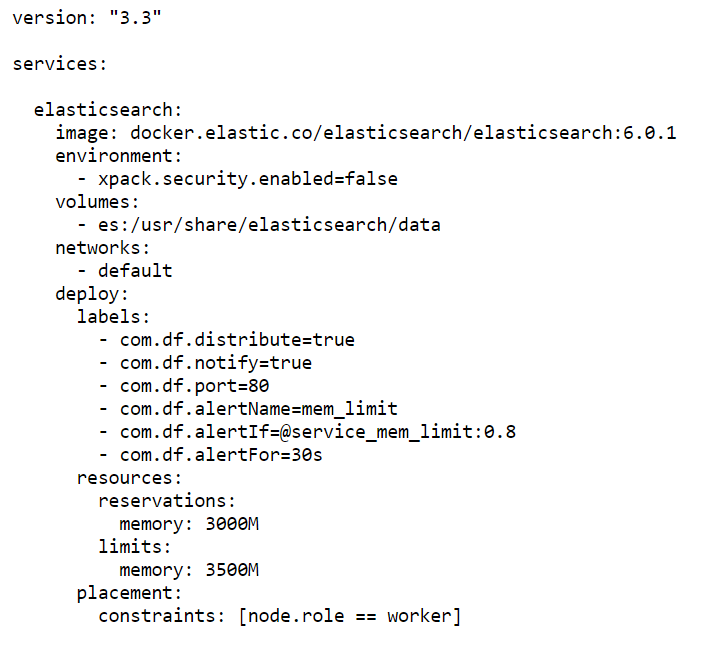 version: "3.3"

services:

  elasticsearch:
    image: docker.elastic.co/elasticsearch/elasticsearch:6.0.1
    environment:
      - xpack.security.enabled=false
    volumes:
      - es:/usr/share/elasticsearch/data
    networks:
      - default
    deploy:
      labels:
        - com.df.distribute=true
        - com.df.notify=true
        - com.df.port=80
        - com.df.alertName=mem_limit
        - com.df.alertIf=@service_mem_limit:0.8
        - com.df.alertFor=30s
      resources:
        reservations:
          memory: 3000M
        limits:
          memory: 3500M
      placement:
        constraints: [node.role == worker]